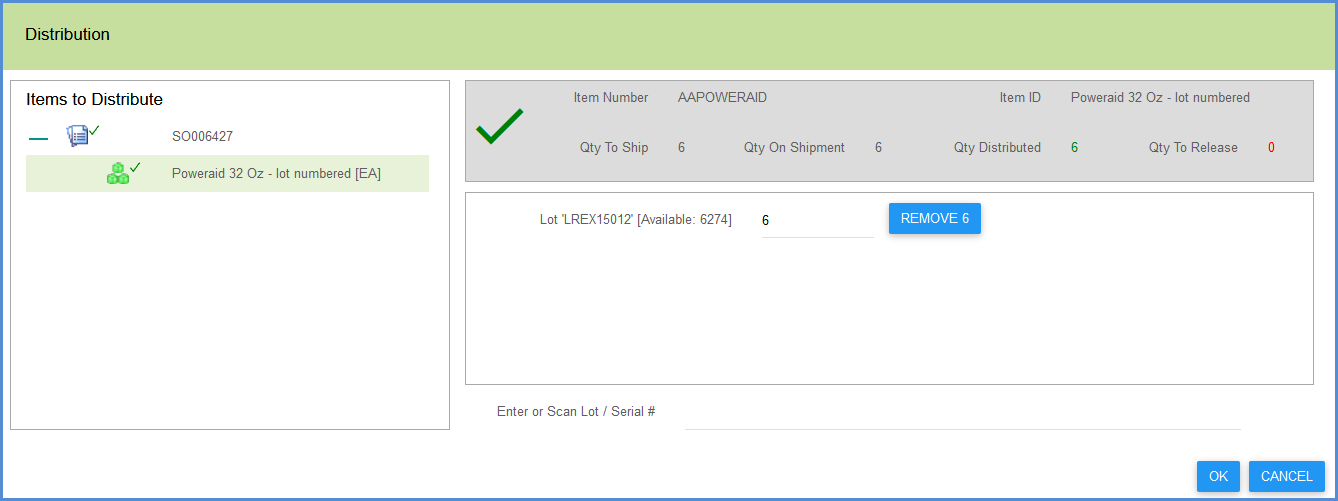 Distribution
Items to Distribute
SO006427
Poweraid 32 Oz - lot numbered [EA]
Item Number AAPOWERAID Item ID Poweraid 32 Oz - lot numbered
Qty To Ship 6 Qty On Shipment 6 Qty Distributed 6 Qty To Release 0
Lot 'LREX15012' [Available: 6274] 6 REMOVE 6
Enter or Scan Lot / Serial #
OK CANCEL